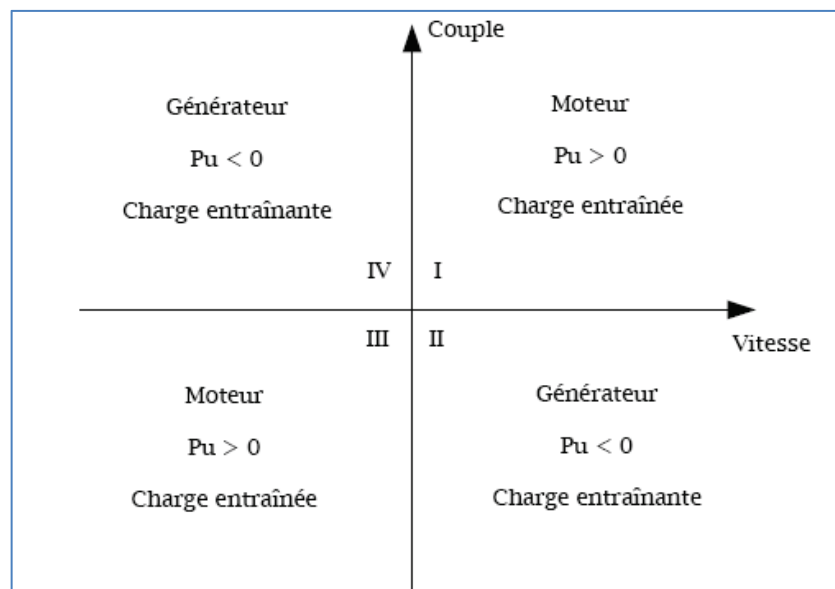 Couple
Générateur
Pu < 0
Charge entraînante
Moteur
Pu > 0
Charge entraînée
IV
I
III
II
Vitesse
Moteur
Pu > 0
Charge entraînée
Générateur
Pu < 0
Charge entraînante